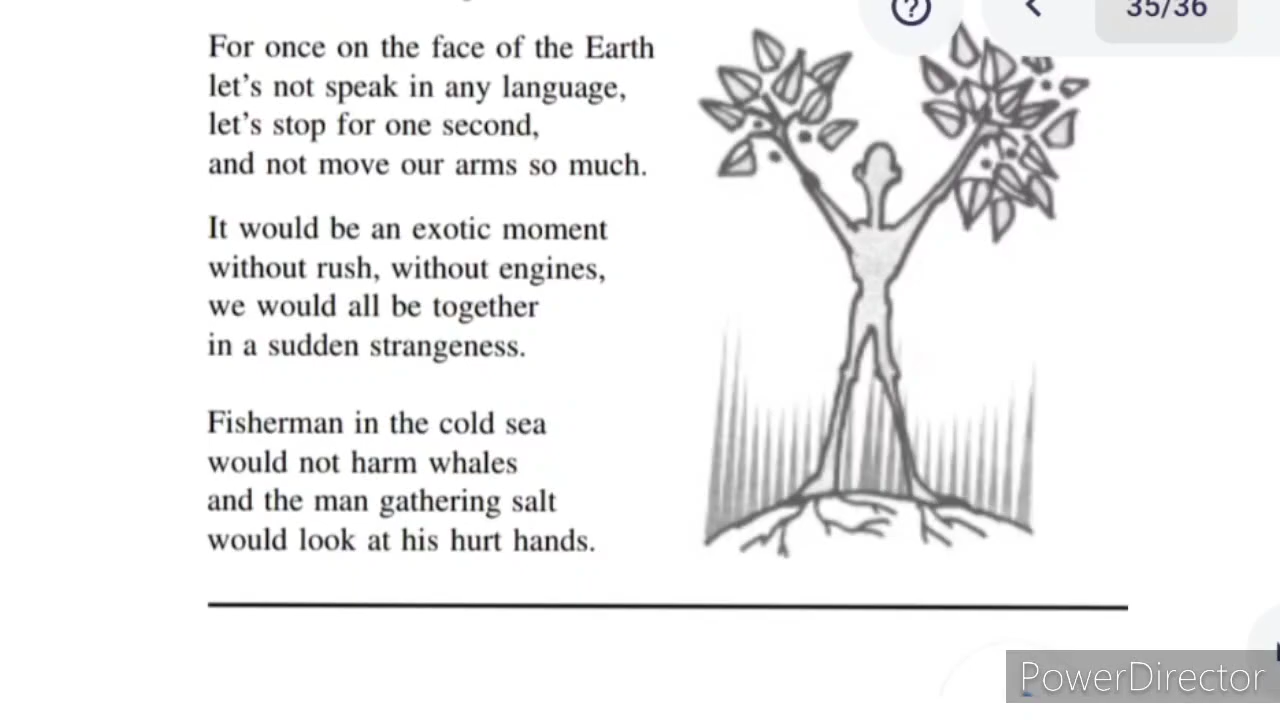 35/36
For once on the face of the Earth
let's not speak in any language,
let's stop for one second,
and not move our arms so much.
It would be an exotic moment
without rush, without engines,
we would all be together
in a sudden strangeness.
Fisherman in the cold sea
would not harm whales
and the man gathering salt
would look at his hurt hands.
PowerDirector